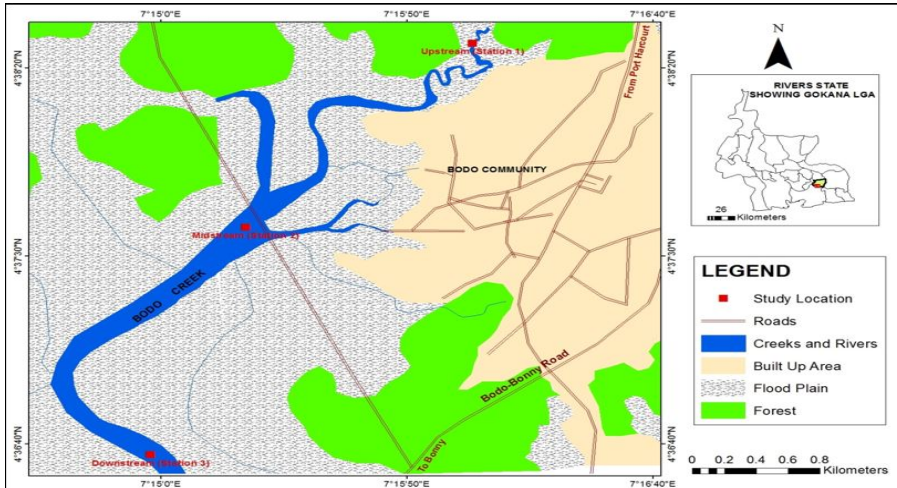 7°15'0"E
7°15'50"E
7°16'40"E
4°38'20"N
4°37'30"N
4°36'40"N
Upstream (Station 1)
From Port Harcourt
BODO COMMUNITY
Midstream (Station 2)
BODO CREEK
Bodo-Bonny Road
To Bonny
Downstream (Station 3)
4°38'20"N
4°37'30"N
4°36'40"N
7°15'0"E
7°15'50"E
7°16'40"E
N
RIVERS STATE
SHOWING GOKANA LGA
26
Kilometers
LEGEND
Study Location
Roads
Creeks and Rivers
Built Up Area
Flood Plain
Forest
0 0.2 0.4 0.6 0.8
Kilometers